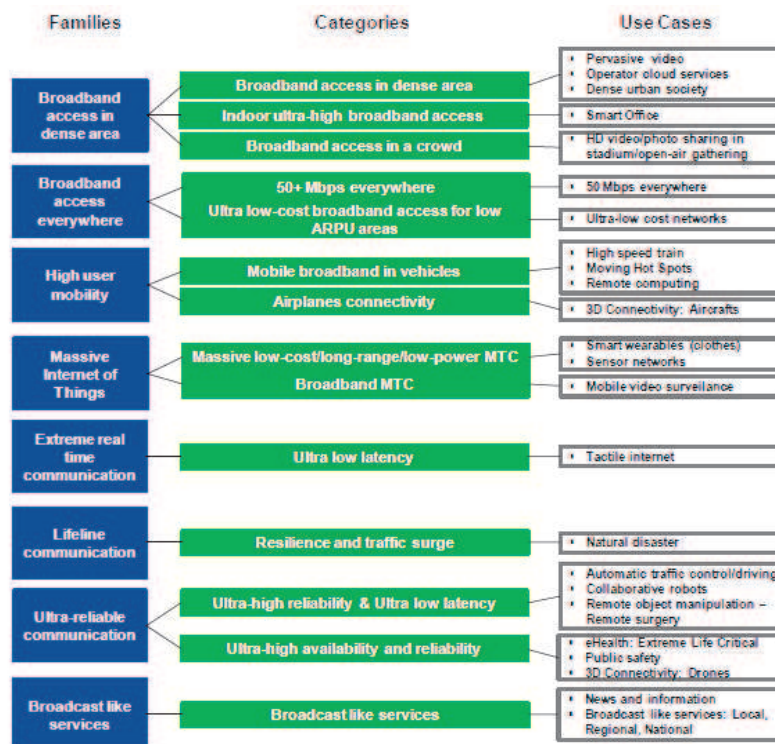 Families
Categories
Use Cases
Broadband
access in
dense area
Broadband access in dense area
Pervasive video
Operator cloud services
Dense urban society
Indoor ultra-high broadband access
Smart Office
Broadband access in a crowd
HD video/photo sharing in
stadium/open-air gathering
Broadband
access
everywhere
50+ Mbps everywhere
50 Mbps everywhere
Ultra low-cost broadband access for low
ARPU areas
Ultra-low cost networks
High user
mobility
Mobile broadband in vehicles
High speed train
Moving Hot Spots
Remote computing
Airplanes connectivity
3D Connectivity: Aircrafts
Massive
Internet of
Things
Massive low-cost/long-range/low-power MTC
Smart wearables (clothes)
Sensor networks
Broadband MTC
Mobile video surveillance
Extreme real
time
communication
Ultra low latency
Tactile internet
Lifeline
communication
Resilience and traffic surge
Natural disaster
Ultra-reliable
communication
Ultra-high reliability & Ultra low latency
Automatic traffic control/driving
Collaborative robots
Remote object manipulation –
Remote surgery
Ultra-high availability and reliability
eHealth: Extreme Life Critical
Public safety
3D Connectivity: Drones
Broadcast like
services
Broadcast like services
News and information
Broadcast like services: Local,
Regional, National